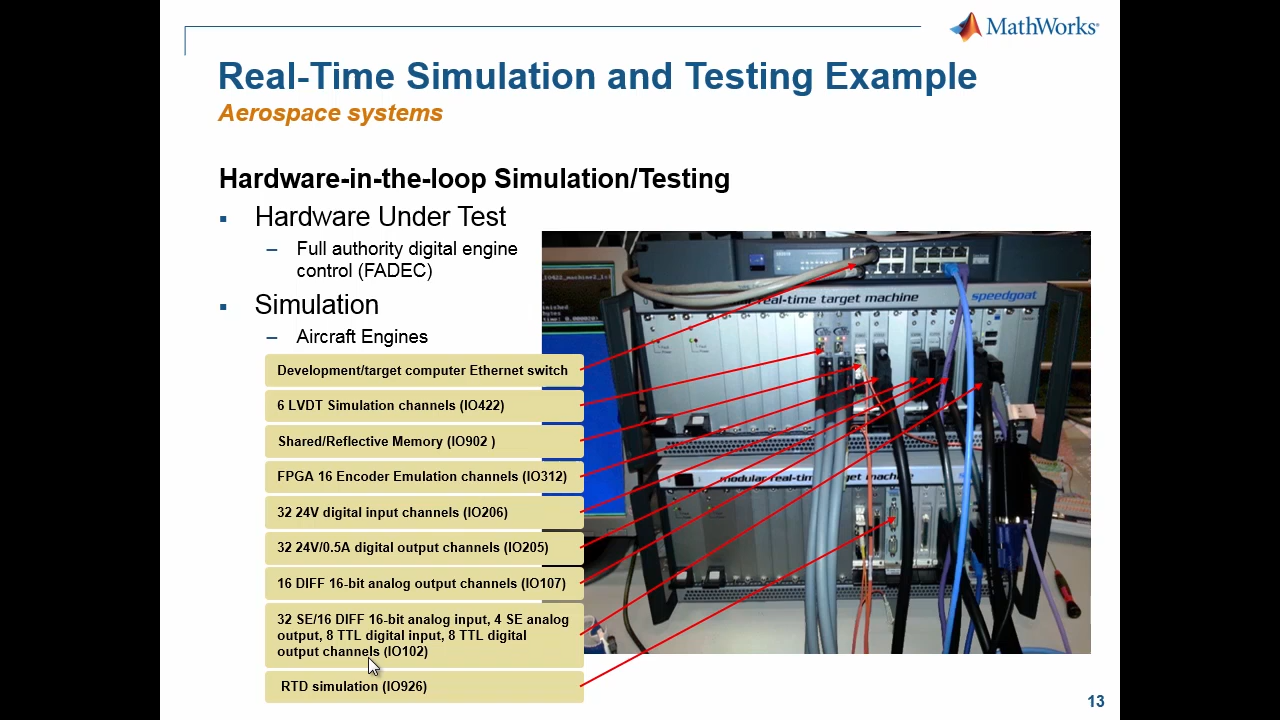 MathWorks®
Real-Time Simulation and Testing Example
Aerospace systems
Hardware-in-the-loop Simulation/Testing
▪ Hardware Under Test
– Full authority digital engine
control (FADEC)
▪ Simulation
– Aircraft Engines
Development/target computer Ethernet switch
6 LVDT Simulation channels (IO422)
Shared/Reflective Memory (IO902 )
FPGA 16 Encoder Emulation channels (IO312)
32 24V digital input channels (IO206)
32 24V/0.5A digital output channels (IO205)
16 DIFF 16-bit analog output channels (IO107)
32 SE/16 DIFF 16-bit analog input, 4 SE analog
output, 8 TTL digital input, 8 TTL digital
output channels (IO102)
RTD simulation (IO926)
real-time target machine
speedgoat
modular real-time target machine
13